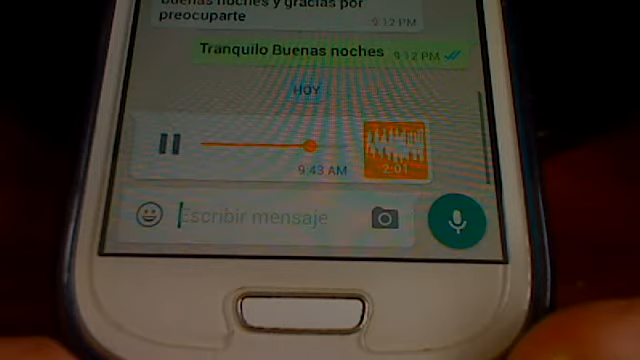 buenas noches y gracias por
preocuparte
9:12 PM
Tranquilo Buenas noches 9:12 PM
HOY
9:43 AM
2:01
Escribir mensaje